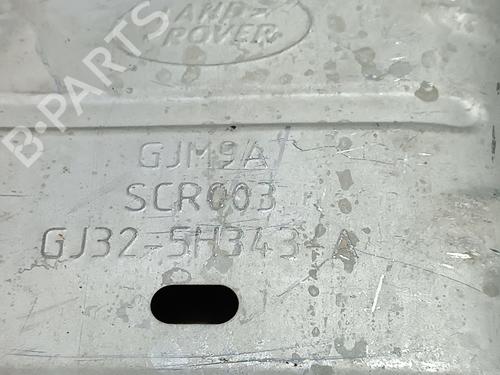 LAND-
ROVER
B-PARTS
GJM9A
SCR003
GJ32-5H343-A